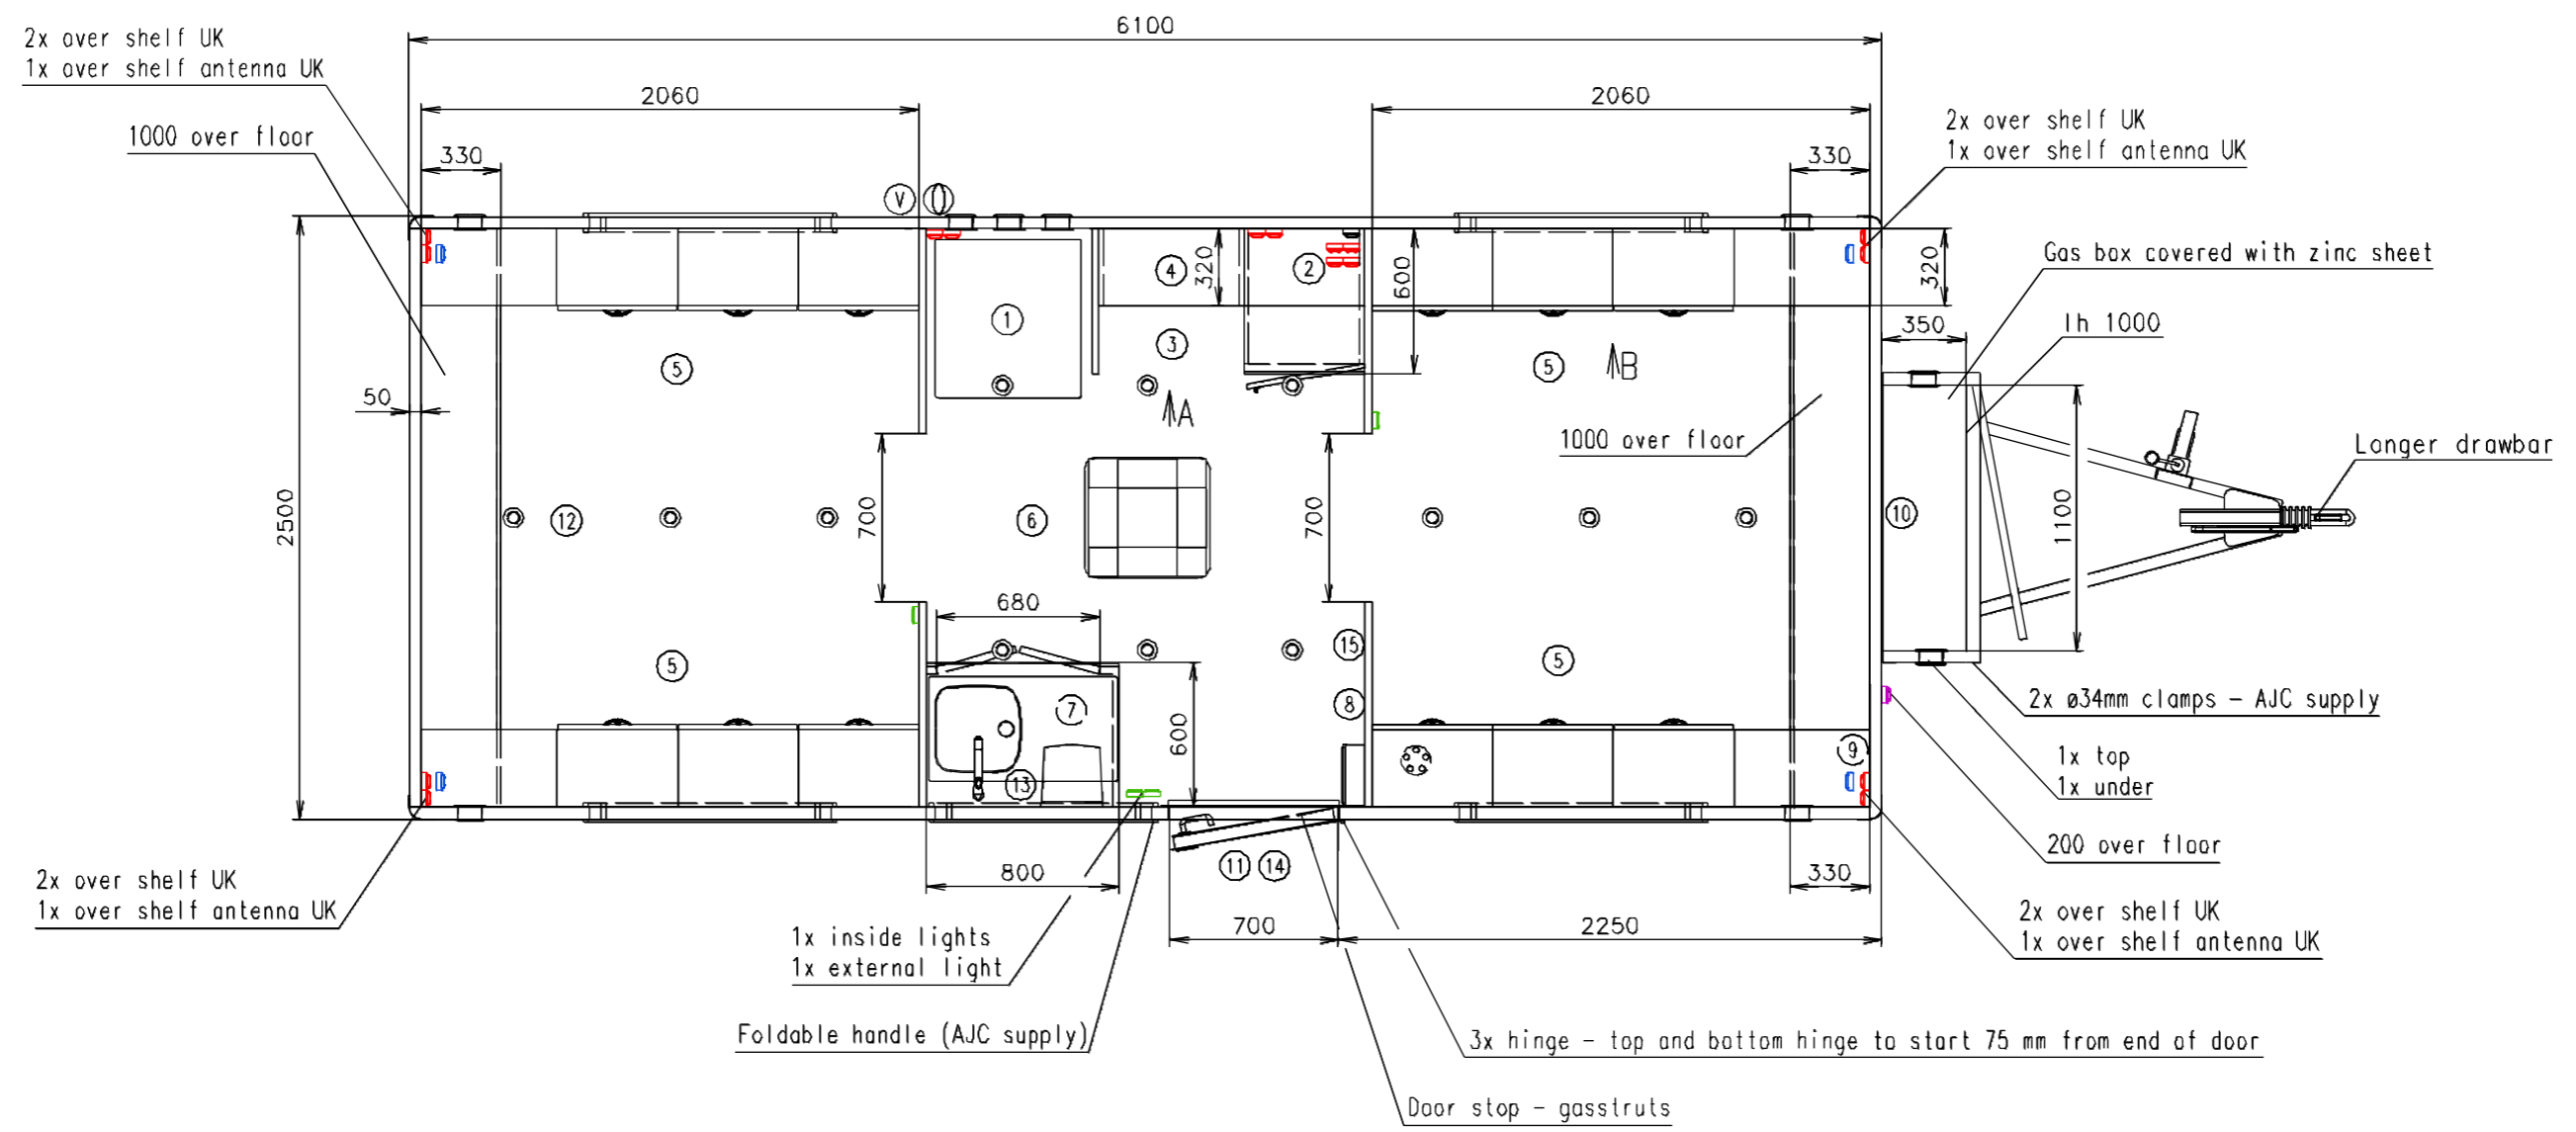 6100
2x over shelf UK
1x over shelf antenna UK
2060
2060
1000 over floor
330
330
2x over shelf UK
1x over shelf antenna UK
V
Gas box covered with zinc sheet
4
320
2
600
320
1
3
350
lh 1000
5
5
B
50
A
1000 over floor
Longer drawbar
2500
12
700
6
700
10
1100
680
15
5
5
7
8
600
2x ø34mm clamps - AJC supply
9
13
1x top
1x under
11
14
200 over floor
800
330
2x over shelf UK
1x over shelf antenna UK
700
2250
2x over shelf UK
1x over shelf antenna UK
1x inside lights
1x external light
Foldable handle (AJC supply)
3x hinge - top and bottom hinge to start 75 mm from end of door
Door stop - gasstruts